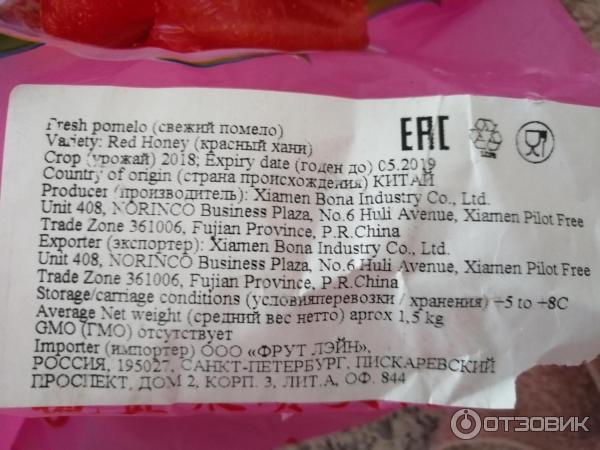 Fresh pomelo (свежий помело)
Variety: Red Honey (красный хани)
Crop (урожай) 2018; Expiry date (годен до) 05.2019
Country of origin (страна происхождения) КИТАЙ
Producer (производитель): Xiamen Bona Industry Co., Ltd.
Unit 408, NORINCO Business Plaza, No.6 Huli Avenue, Xiamen Pilot Free
Trade Zone 361006, Fujian Province, P.R.China
Exporter (экспортер): Xiamen Bona Industry Co., Ltd.
Unit 408, NORINCO Business Plaza, No.6 Huli Avenue, Xiamen Pilot Free
Trade Zone 361006, Fujian Province, P.R.China
Storage/carriage conditions (условияперевозки / хранения) +5 to +8C
Average Net weight (средний вес нетто) aprox 1,5 kg
GMO (ГМО) отсутствует
Importer (импортер) ООО «ФРУТ ЛЭЙН»,
РОССИЯ, 195027, САНКТ-ПЕТЕРБУРГ, ПИСКАРЕВСКИЙ
ПРОСПЕКТ, ДОМ 2, КОРП. 3, ЛИТ.А, ОФ. 844
EAC
ОТЗОВИК